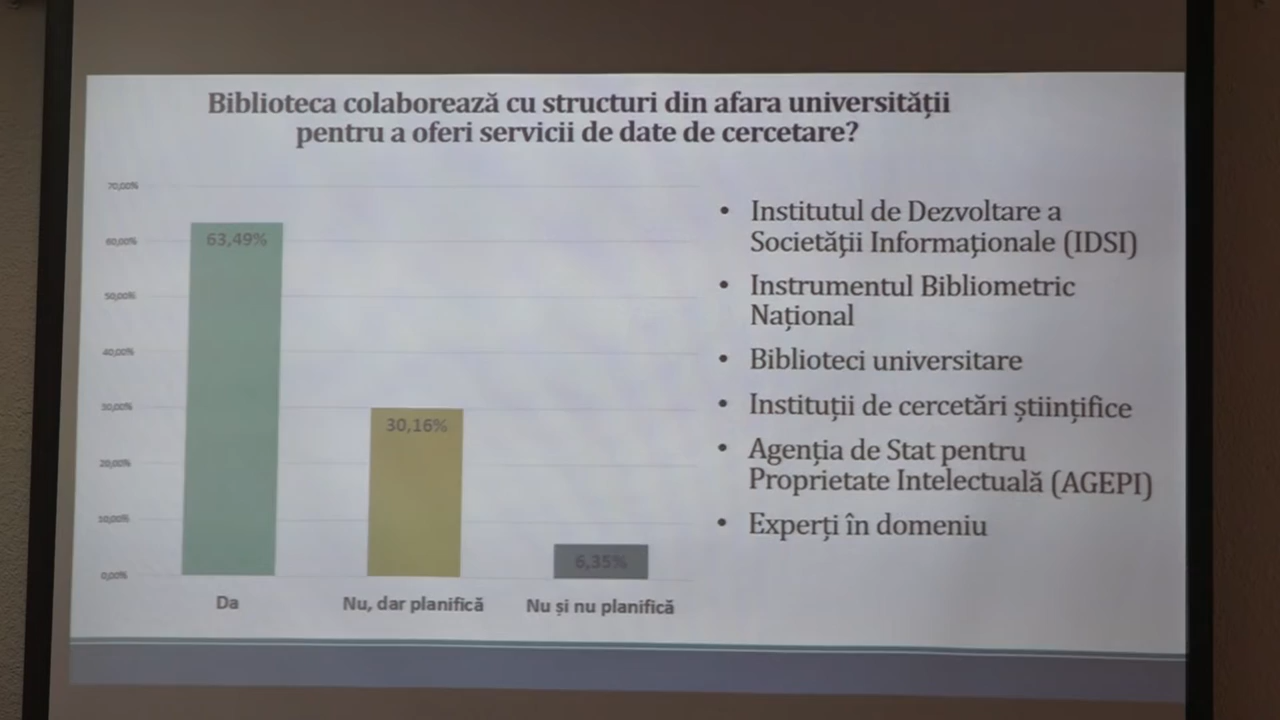 Biblioteca colaborează cu structuri din afara universității
pentru a oferi servicii de date de cercetare?
70,00%
60,00%
50,00%
40,00%
30,00%
20,00%
10,00%
0,00%
63,49%
30,16%
6,35%
Da
Nu, dar planifică
Nu și nu planifică
• Institutul de Dezvoltare a
Societății Informaționale (IDSI)
• Instrumentul Bibliometric
Național
• Biblioteci universitare
• Instituții de cercetări științifice
• Agenția de Stat pentru
Proprietate Intelectuală (AGEPI)
• Experți în domeniu